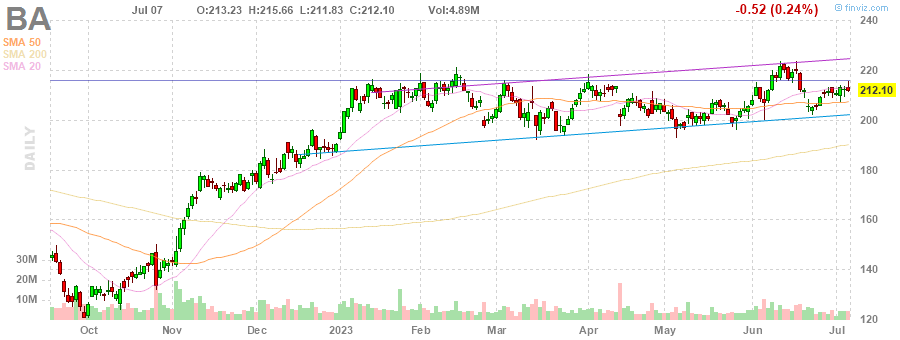 BA
Jul 07 O:213.23 H:215.66 L:211.83 C:212.10 Vol:4.89M -0.52 (0.24%)
© finviz.com
SMA 50
SMA 200
SMA 20
DAILY
240
220
212.10
200
180
160
140
120
30M
20M
10M
Oct Nov Dec 2023 Feb Mar Apr May Jun Jul